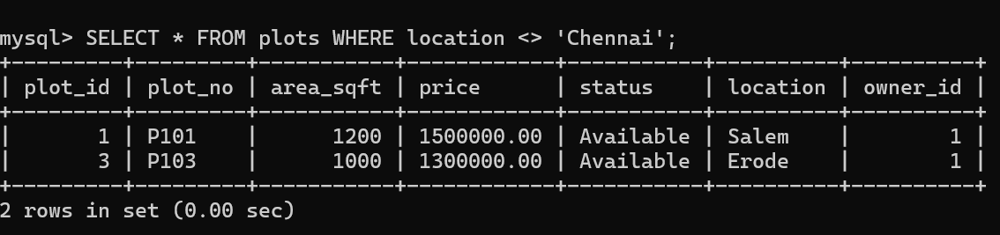 mysql> SELECT * FROM plots WHERE location <> 'Chennai';
+---------+---------+-----------+------------+-----------+----------+----------+
| plot_id | plot_no | area_sqft | price      | status    | location | owner_id |
+---------+---------+-----------+------------+-----------+----------+----------+
|       1 | P101    |      1200 | 1500000.00 | Available | Salem    |        1 |
|       3 | P103    |      1000 | 1300000.00 | Available | Erode    |        1 |
+---------+---------+-----------+------------+-----------+----------+----------+
2 rows in set (0.00 sec)